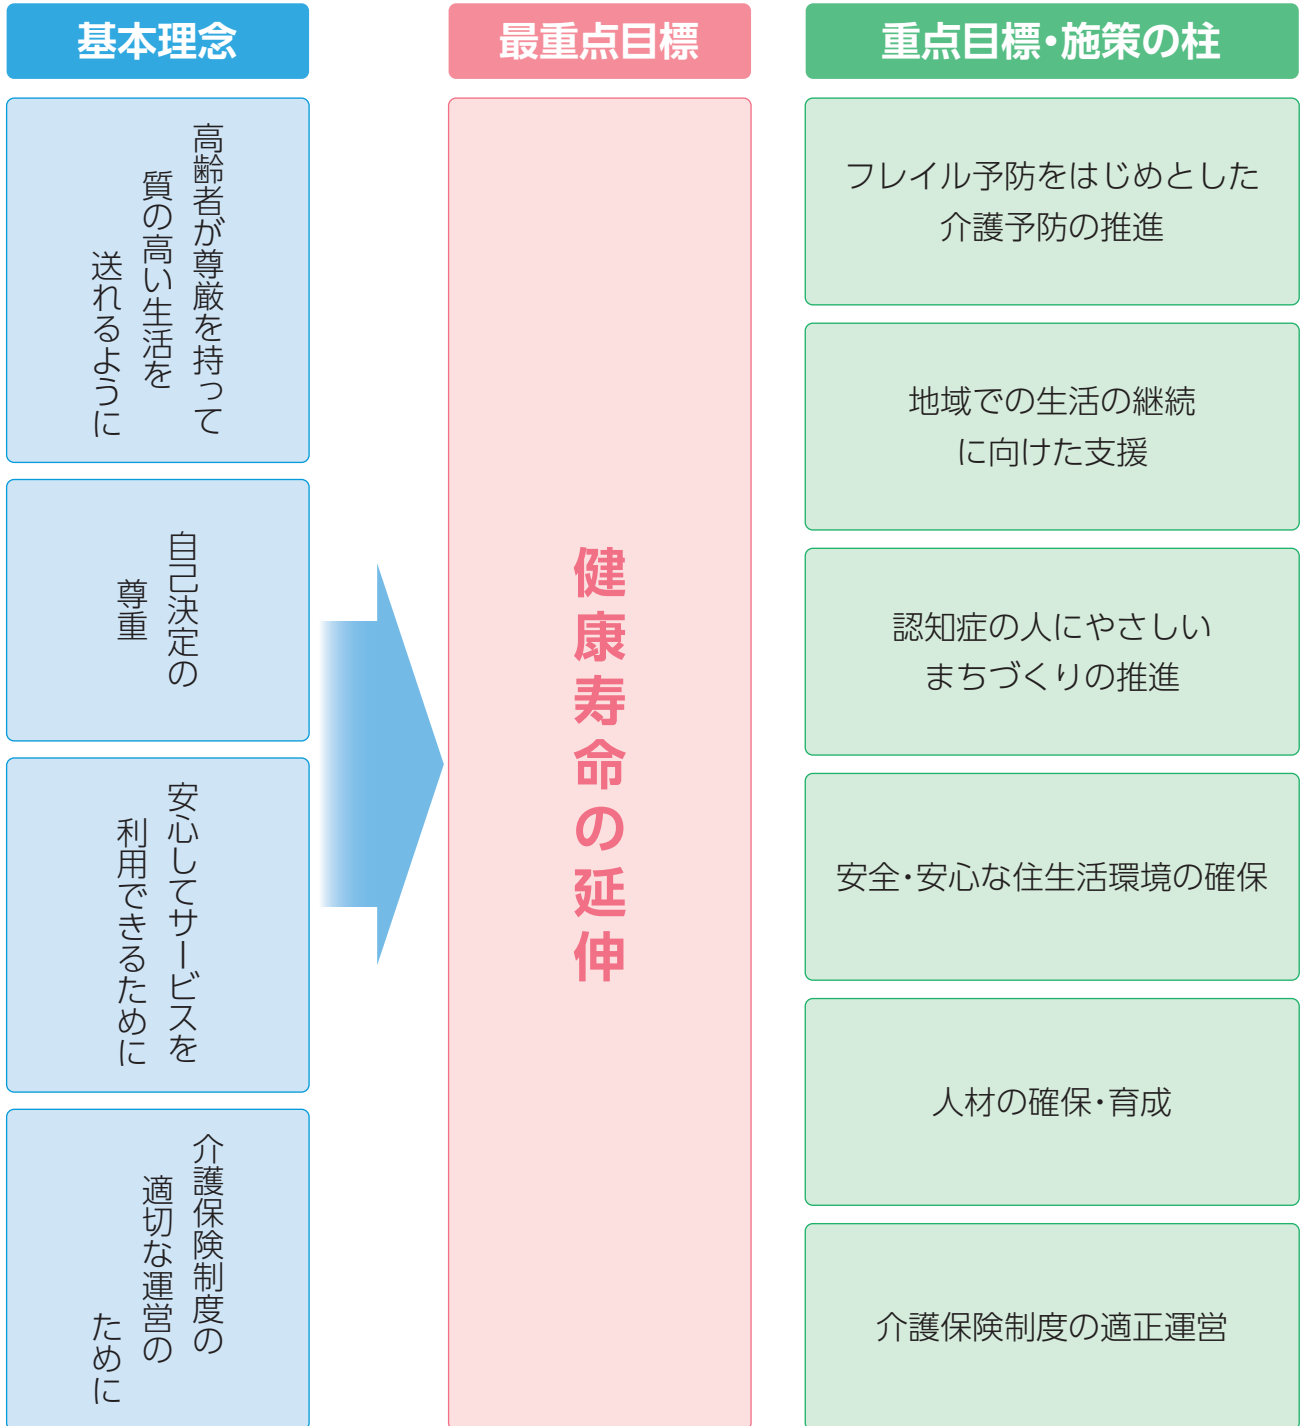 基本理念
高齢者が尊厳を持って
質の高い生活を
送れるように
自己決定の
尊重
安心してサービスを
利用できるために
介護保険制度の
適切な運営の
ために
最重点目標
健康寿命の延伸
重点目標・施策の柱
フレイル予防をはじめとした
介護予防の推進
地域での生活の継続
に向けた支援
認知症の人にやさしい
まちづくりの推進
安全・安心な住生活環境の確保
人材の確保・育成
介護保険制度の適正運営